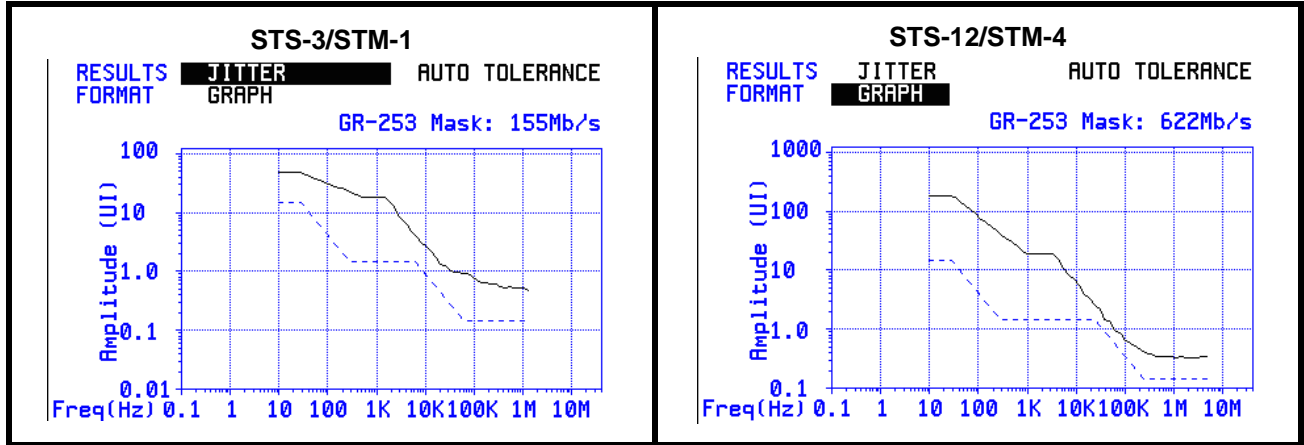 STS-3/STM-1
RESULTS JITTER AUTO TOLERANCE
FORMAT GRAPH
GR-253 Mask: 155Mb/s
100
10
1.0
0.1
0.01
Amplitude (UI)
Freq(Hz) 0.1 1 10 100 1K 10K 100K 1M 10M
STS-12/STM-4
RESULTS JITTER AUTO TOLERANCE
FORMAT GRAPH
GR-253 Mask: 622Mb/s
1000
100
10
1.0
0.1
Amplitude (UI)
Freq(Hz) 0.1 1 10 100 1K 10K 100K 1M 10M